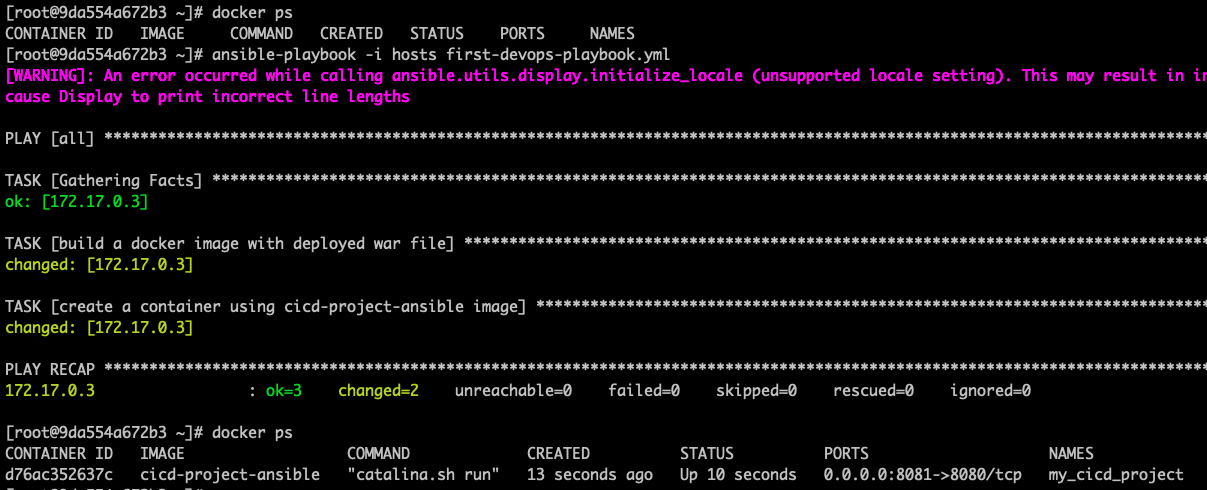 [root@9da554a672b3 ~]# docker ps
CONTAINER ID   IMAGE     COMMAND   CREATED   STATUS    PORTS     NAMES
[root@9da554a672b3 ~]# ansible-playbook -i hosts first-devops-playbook.yml
[WARNING]: An error occurred while calling ansible.utils.display.initialize_locale (unsupported locale setting). This may result in
cause Display to print incorrect line lengths
PLAY [all] **************************************************************************************************************************
TASK [Gathering Facts] **************************************************************************************************************
ok: [172.17.0.3]
TASK [build a docker image with deployed war file] **********************************************************************************
changed: [172.17.0.3]
TASK [create a container using cicd-project-ansible image] **************************************************************************
changed: [172.17.0.3]
PLAY RECAP **************************************************************************************************************************
172.17.0.3                 : ok=3    changed=2    unreachable=0    failed=0    skipped=0    rescued=0    ignored=0
[root@9da554a672b3 ~]# docker ps
CONTAINER ID   IMAGE                  COMMAND             CREATED          STATUS          PORTS                    NAMES
d76ac352637c   cicd-project-ansible   "catalina.sh run"   13 seconds ago   Up 10 seconds   0.0.0.0:8081->8080/tcp   my_cicd_project